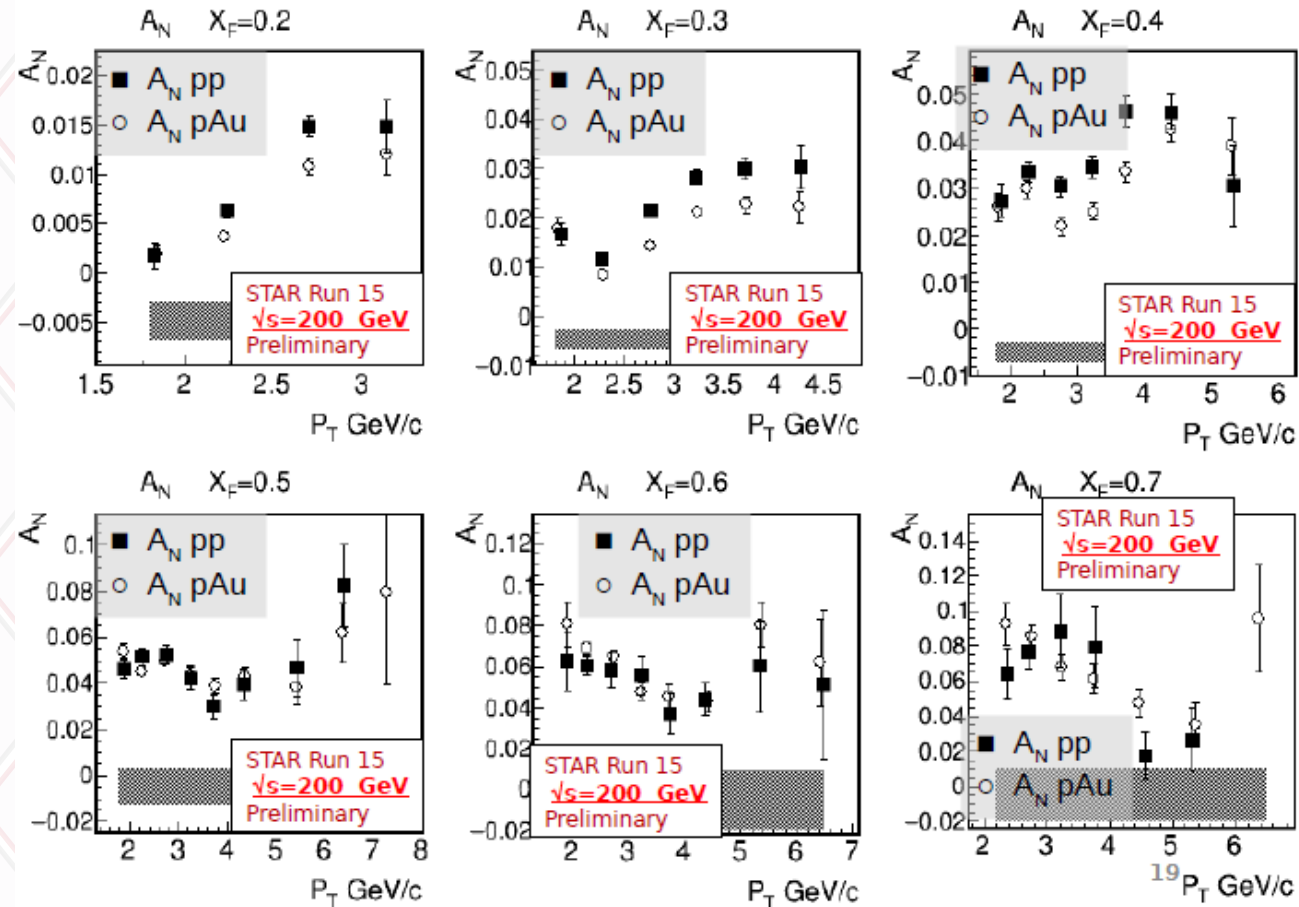 A_N X_F=0.2
A_N
0.02
0.015
0.01
0.005
0
−0.005
A_N pp
A_N pAu
STAR Run 15
√s=200 GeV
Preliminary
1.5 2 2.5 3
P_T GeV/c
A_N X_F=0.3
A_N
0.05
0.04
0.03
0.02
0.01
0
−0.01
A_N pp
A_N pAu
STAR Run 15
√s=200 GeV
Preliminary
2 2.5 3 3.5 4 4.5
P_T GeV/c
A_N X_F=0.4
A_N
0.05
0.04
0.03
0.02
0.01
0
−0.01
A_N pp
A_N pAu
STAR Run 15
√s=200 GeV
Preliminary
2 3 4 5 6
P_T GeV/c
A_N X_F=0.5
A_N
0.1
0.08
0.06
0.04
0.02
0
−0.02
A_N pp
A_N pAu
STAR Run 15
√s=200 GeV
Preliminary
2 3 4 5 6 7 8
P_T GeV/c
A_N X_F=0.6
A_N
0.12
0.1
0.08
0.06
0.04
0.02
0
−0.02
A_N pp
A_N pAu
STAR Run 15
√s=200 GeV
Preliminary
2 3 4 5 6 7
P_T GeV/c
A_N X_F=0.7
A_N
0.14
0.12
0.1
0.08
0.06
0.04
0.02
0
−0.02
STAR Run 15
√s=200 GeV
Preliminary
A_N pp
A_N pAu
2 3 4 5 6
19
P_T GeV/c